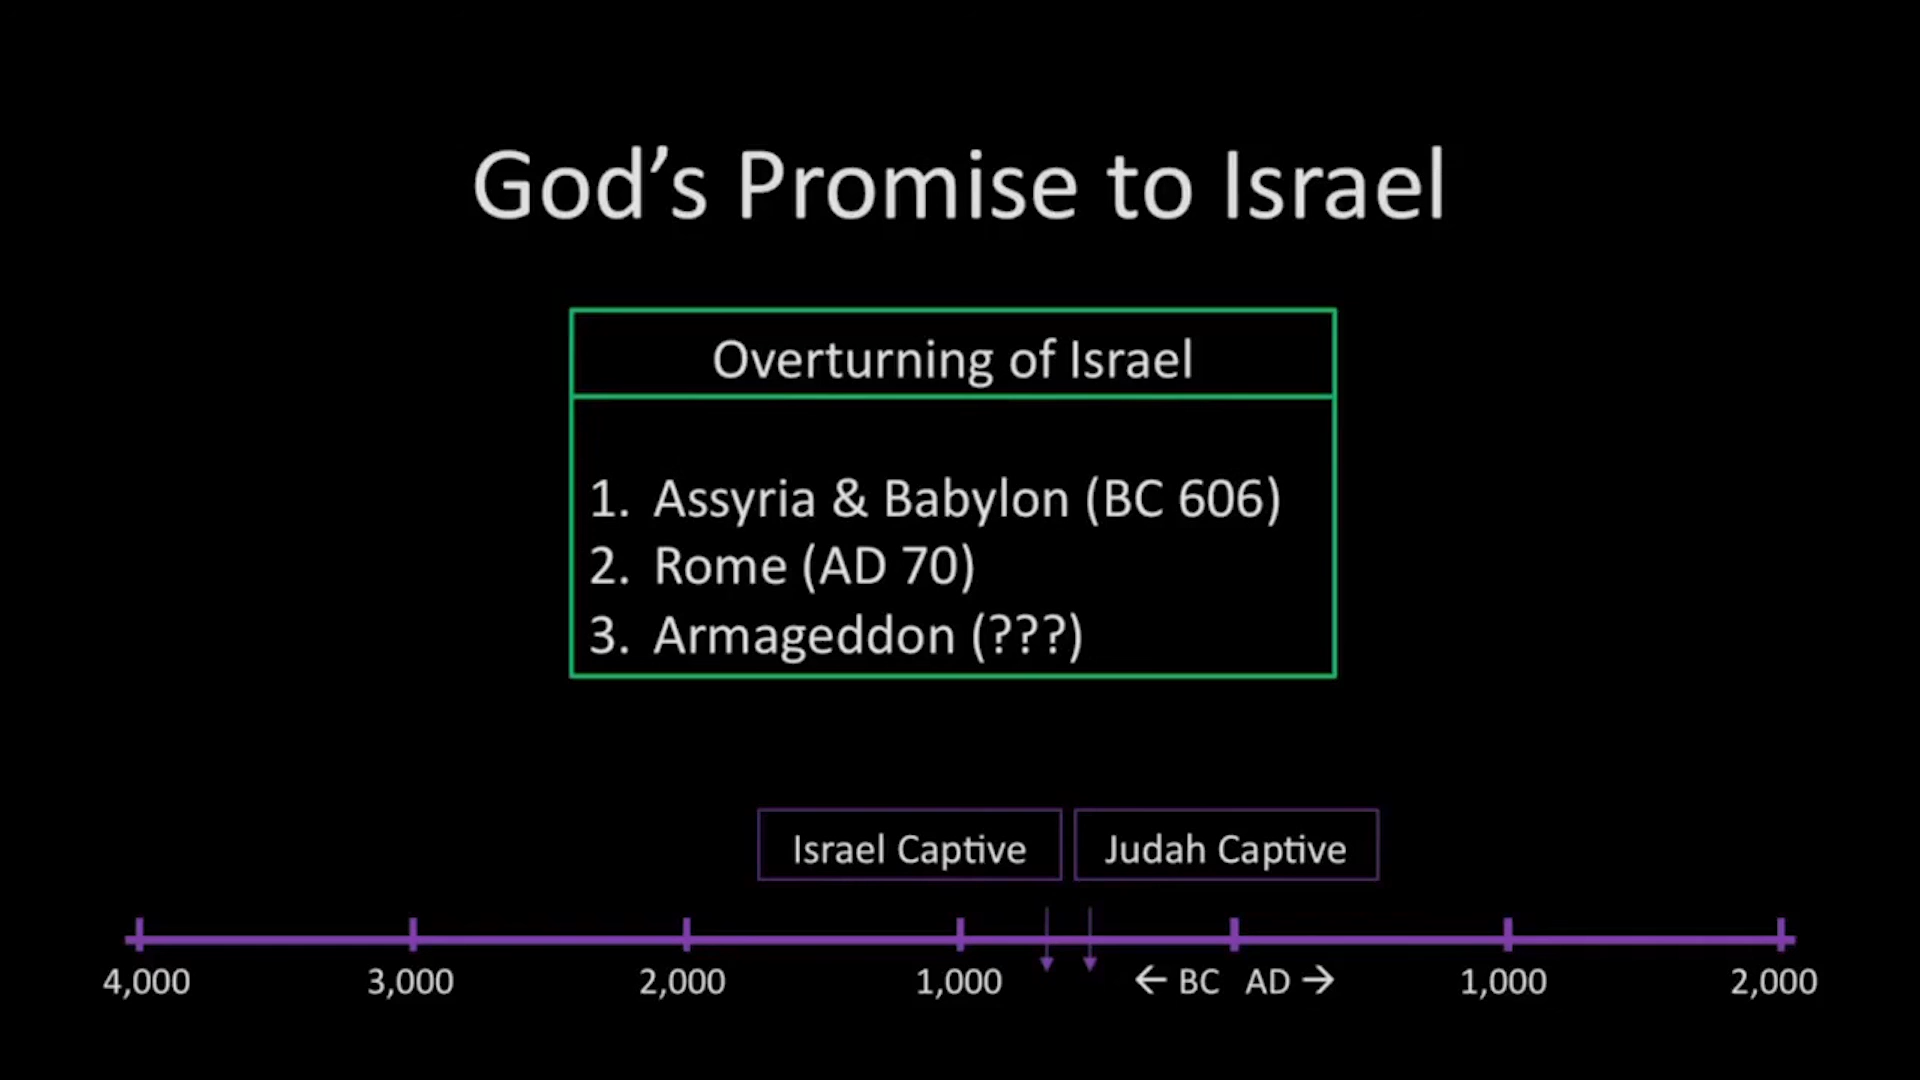 God's Promise to Israel
Overturning of Israel
1. Assyria & Babylon (BC 606)
2. Rome (AD 70)
3. Armageddon (???)
Israel Captive
Judah Captive
4,000 3,000 2,000 1,000 ← BC AD → 1,000 2,000